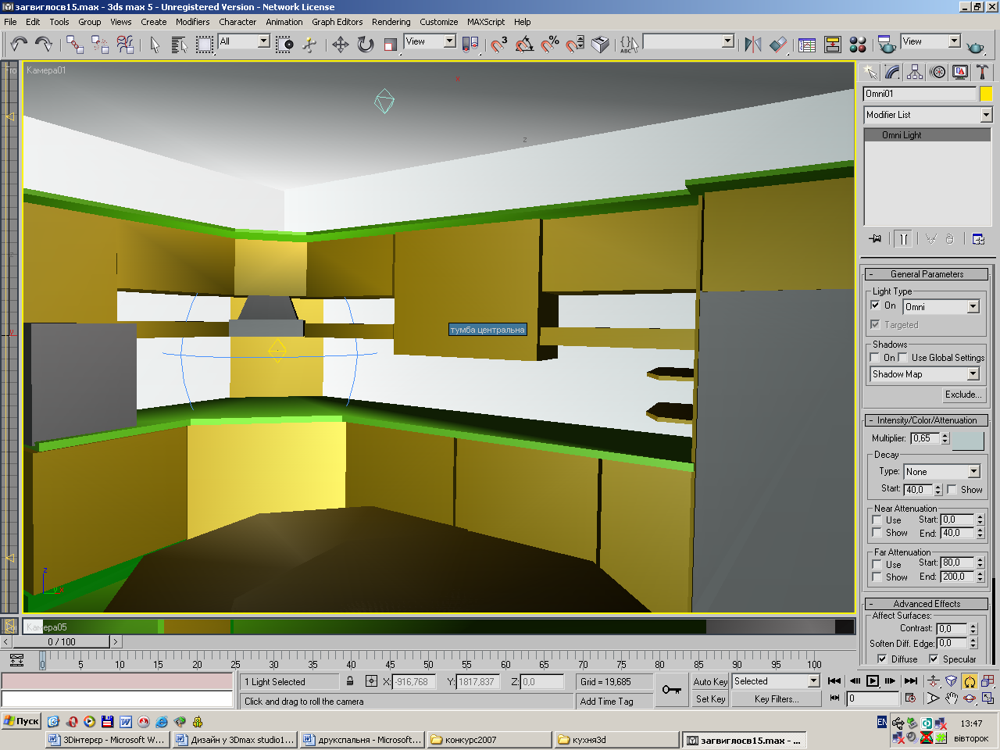 загвиглосв15.max - 3ds max 5 - Unregistered Version - Network License
File Edit Tools Group Views Create Modifiers Character Animation Graph Editors Rendering Customize MAXScript Help
All View 3 % ABC View
Fro Камера01
x
z
Omni01
Modifier List
Omni Light
тумба центральна
- General Parameters
Light Type
On Omni
Targeted
Shadows
On Use Global Settings
Shadow Map
Exclude...
- Intensity/Color/Attenuation
Multiplier: 0,65
Decay
Type: None
Start: 40,0 Show
Near Attenuation
Use Start: 0,0
Show End: 40,0
Far Attenuation
Use Start: 80,0
Show End: 200,0
- Advanced Effects
Affect Surfaces:
Contrast: 0,0
Soften Diff. Edge: 0,0
Diffuse Specular
z
y x
Камера05
< 0 / 100 >
0 5 10 15 20 25 30 35 40 45 50 55 60 65 70 75 80 85 90 95 100
1 Light Selected X: -916,768 Y: 1817,837 Z: 0,0 Grid = 19,685 Auto Key Selected
Click and drag to roll the camera Add Time Tag Set Key Key Filters... 0
Пуск EN 13:47
3Dінтерєр - Microsoft W... Дизайн у 3Dmax studio1... друкспальня - Microsoft... конкурс2007 кухня3d загвиглосв15.max - ... вівторок